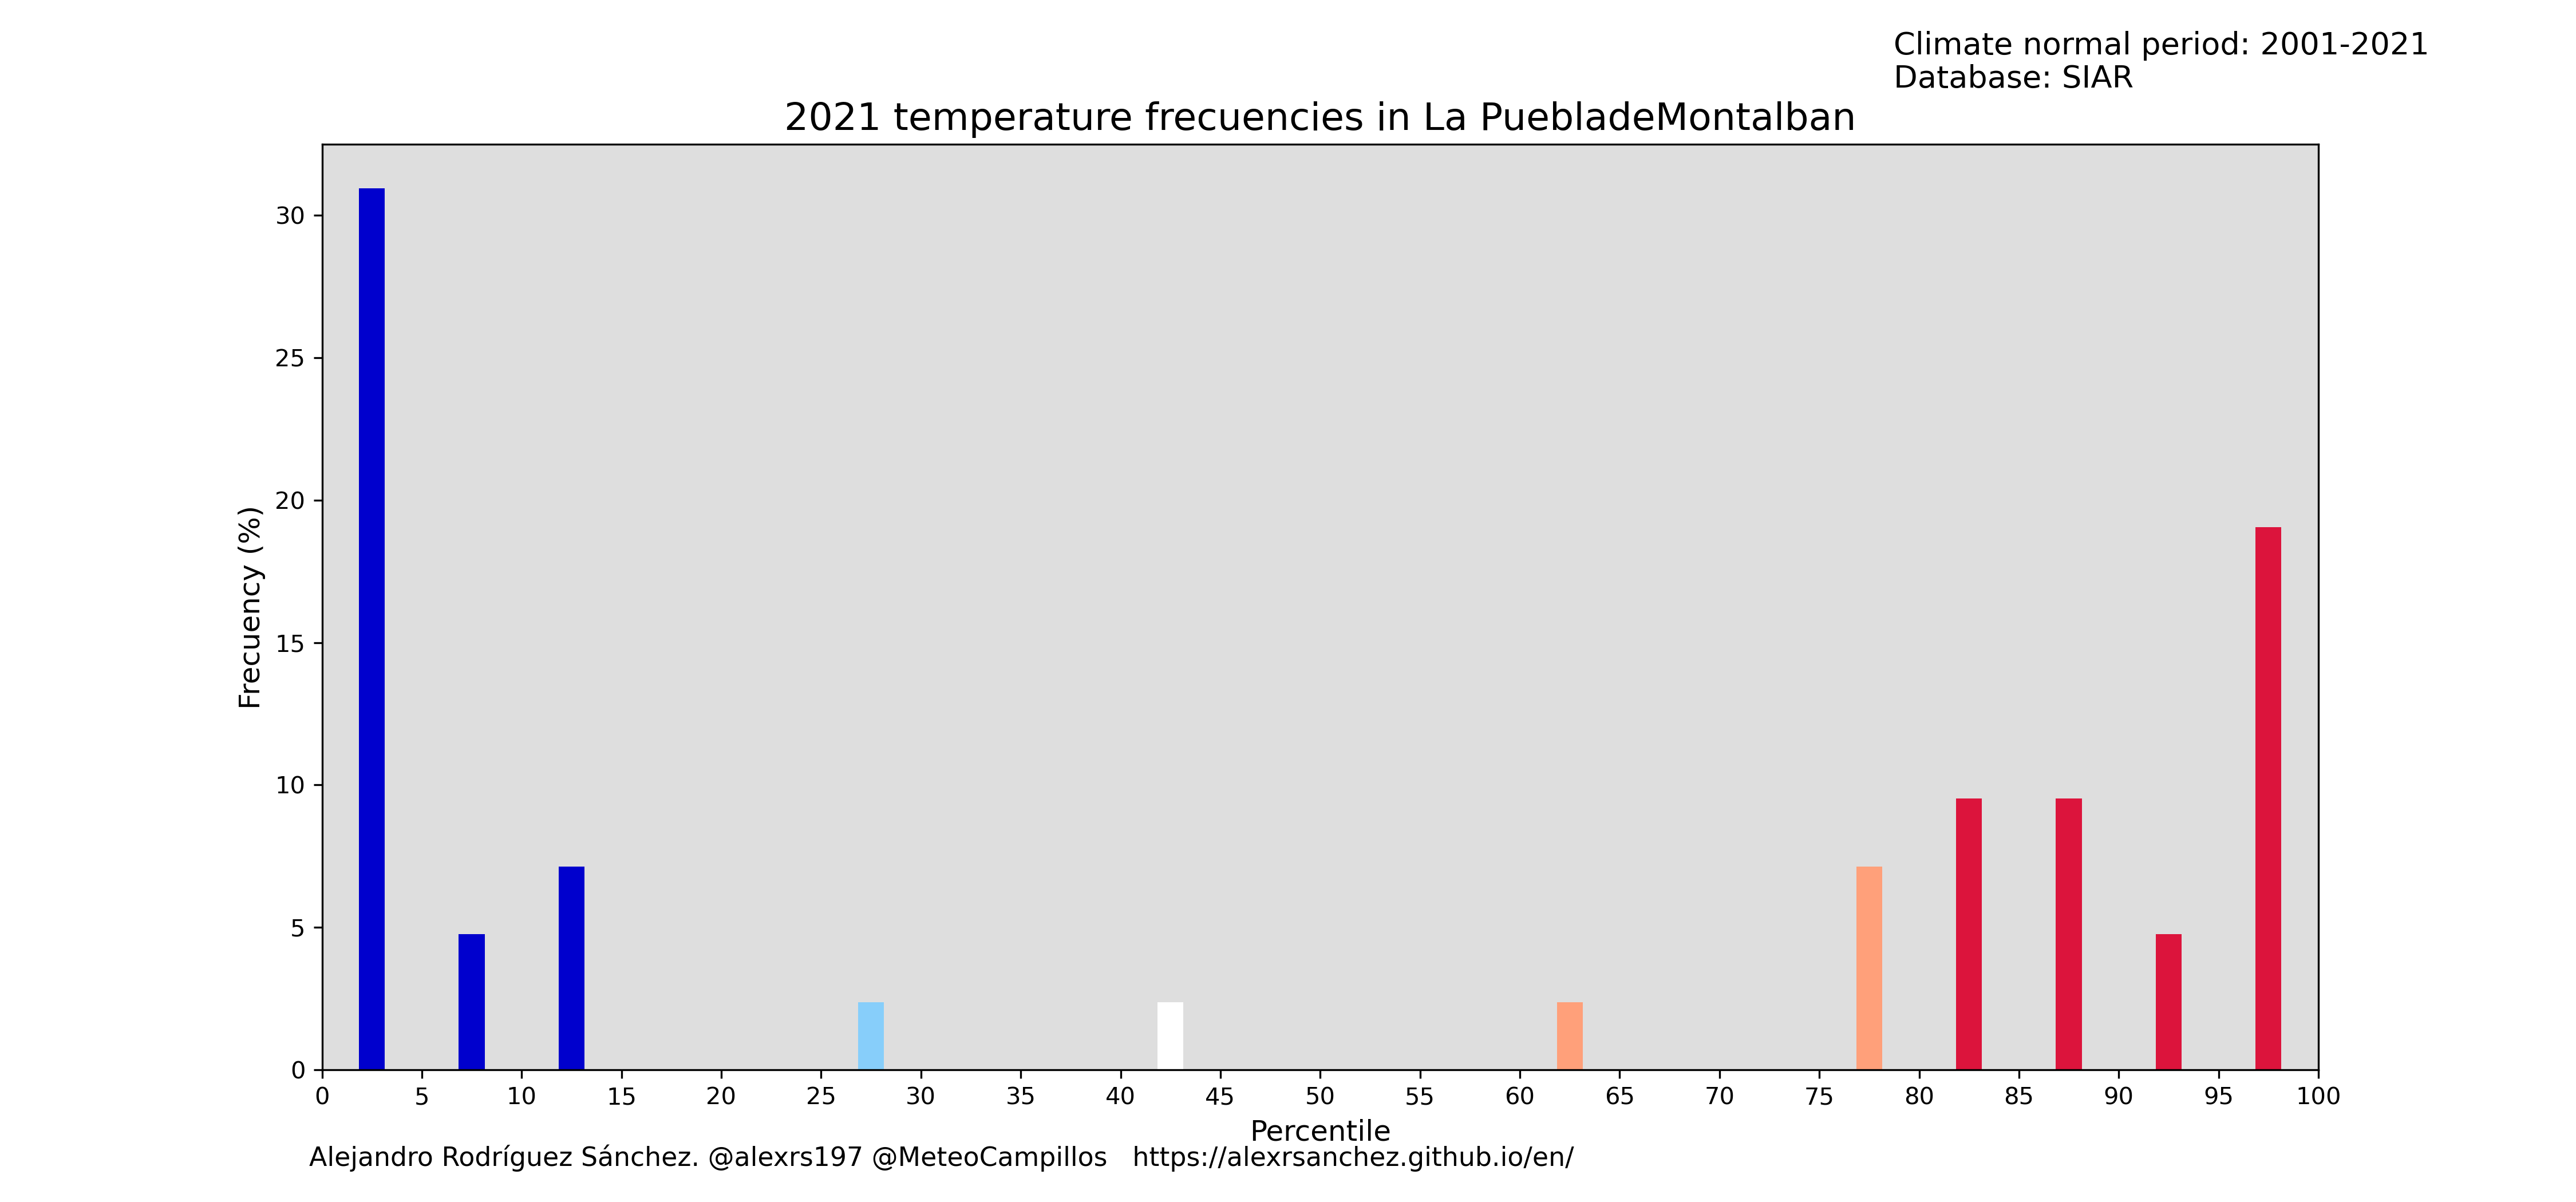 Climate normal period: 2001-2021
Database: SIAR
2021 temperature frecuencies in La PuebladeMontalban
Frecuency (%)
30
25
20
15
10
5
0
0 5 10 15 20 25 30 35 40 45 50 55 60 65 70 75 80 85 90 95 100
Percentile
Alejandro Rodríguez Sánchez. @alexrs197 @MeteoCampillos https://alexrsanchez.github.io/en/